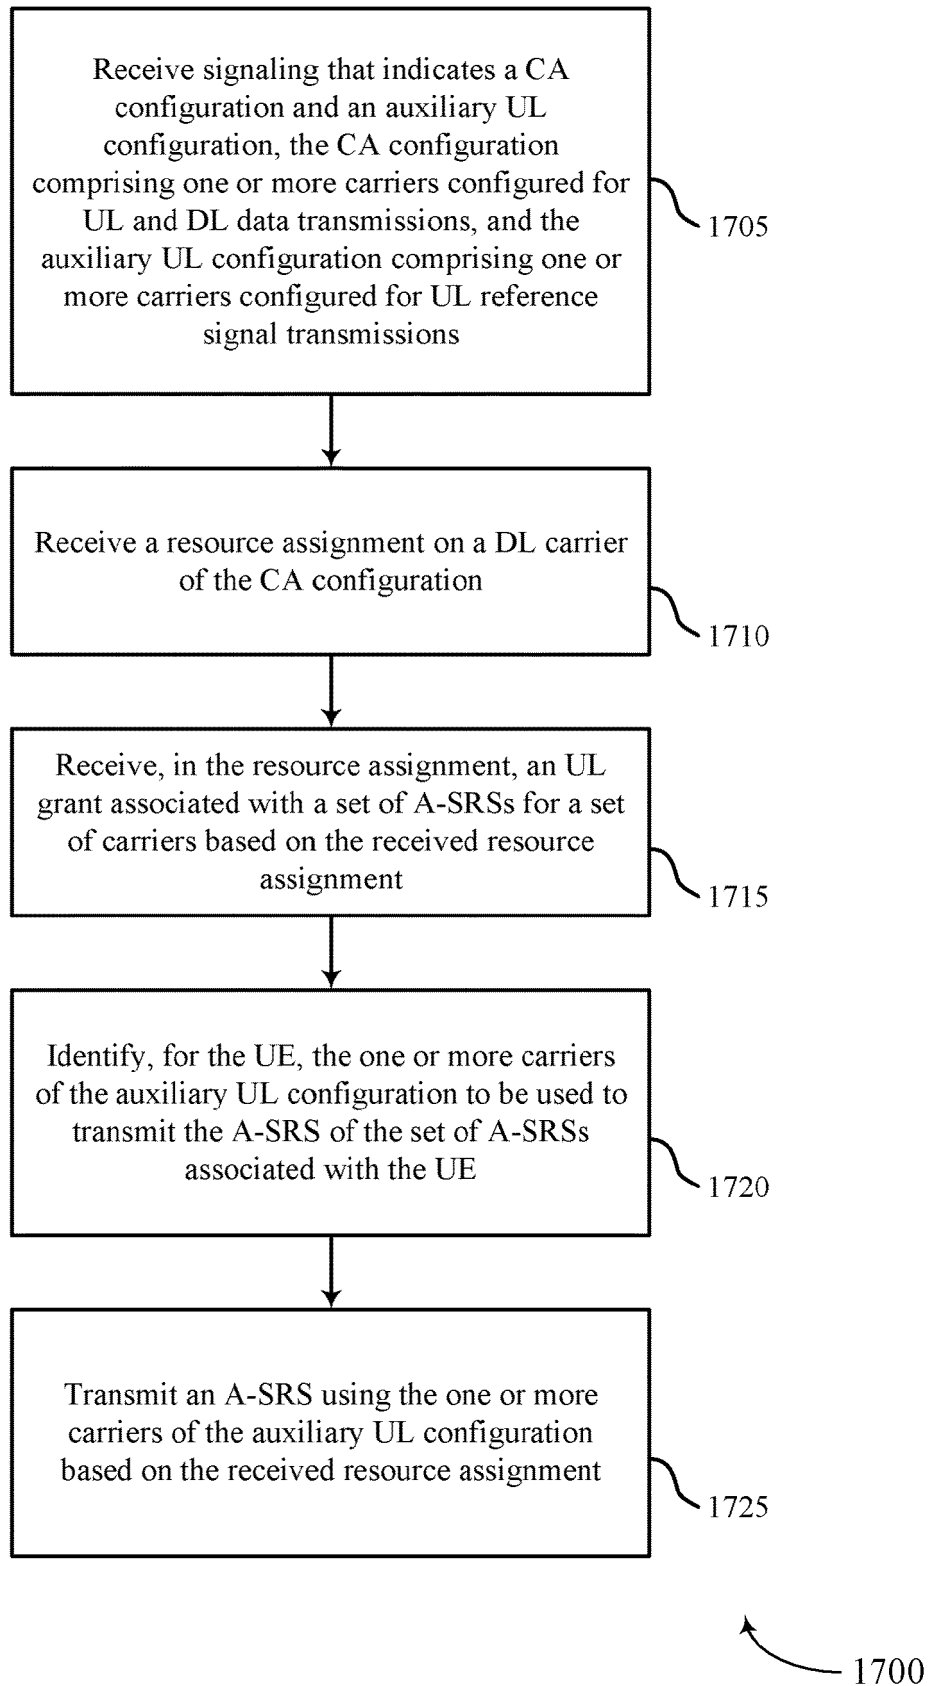 Receive signaling that indicates a CA
configuration and an auxiliary UL
configuration, the CA configuration
comprising one or more carriers configured for
UL and DL data transmissions, and the
auxiliary UL configuration comprising one or
more carriers configured for UL reference
signal transmissions
1705
Receive a resource assignment on a DL carrier
of the CA configuration
1710
Receive, in the resource assignment, an UL
grant associated with a set of A-SRSs for a set
of carriers based on the received resource
assignment
1715
Identify, for the UE, the one or more carriers
of the auxiliary UL configuration to be used to
transmit the A-SRS of the set of A-SRSs
associated with the UE
1720
Transmit an A-SRS using the one or more
carriers of the auxiliary UL configuration
based on the received resource assignment
1725
1700